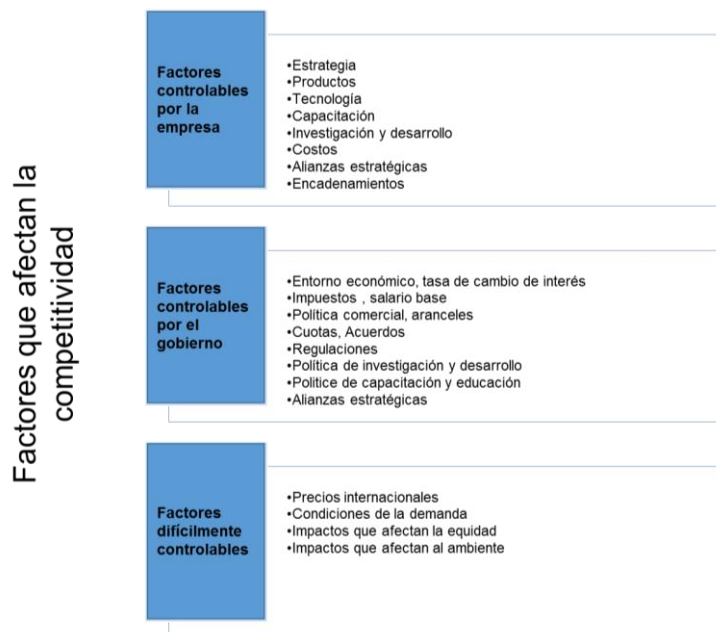 Factores que afectan la
competitividad
Factores
controlables
por la
empresa
•Estrategia
•Productos
•Tecnología
•Capacitación
•Investigación y desarrollo
•Costos
•Alianzas estratégicas
•Encadenamientos
Factores
controlables
por el
gobierno
•Entorno económico, tasa de cambio de interés
•Impuestos , salario base
•Política comercial, aranceles
•Cuotas, Acuerdos
•Regulaciones
•Política de investigación y desarrollo
•Politice de capacitación y educación
•Alianzas estratégicas
Factores
difícilmente
controlables
•Precios internacionales
•Condiciones de la demanda
•Impactos que afectan la equidad
•Impactos que afectan al ambiente